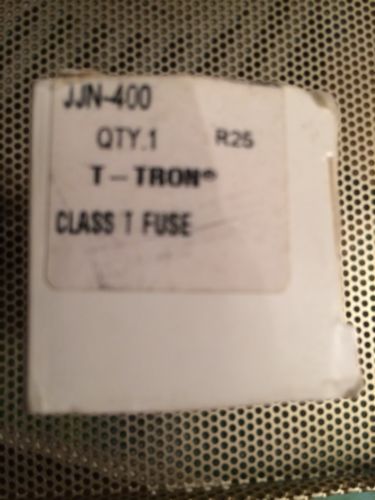 JJN-400
QTY.1 R25
T-TRON®
CLASS T FUSE